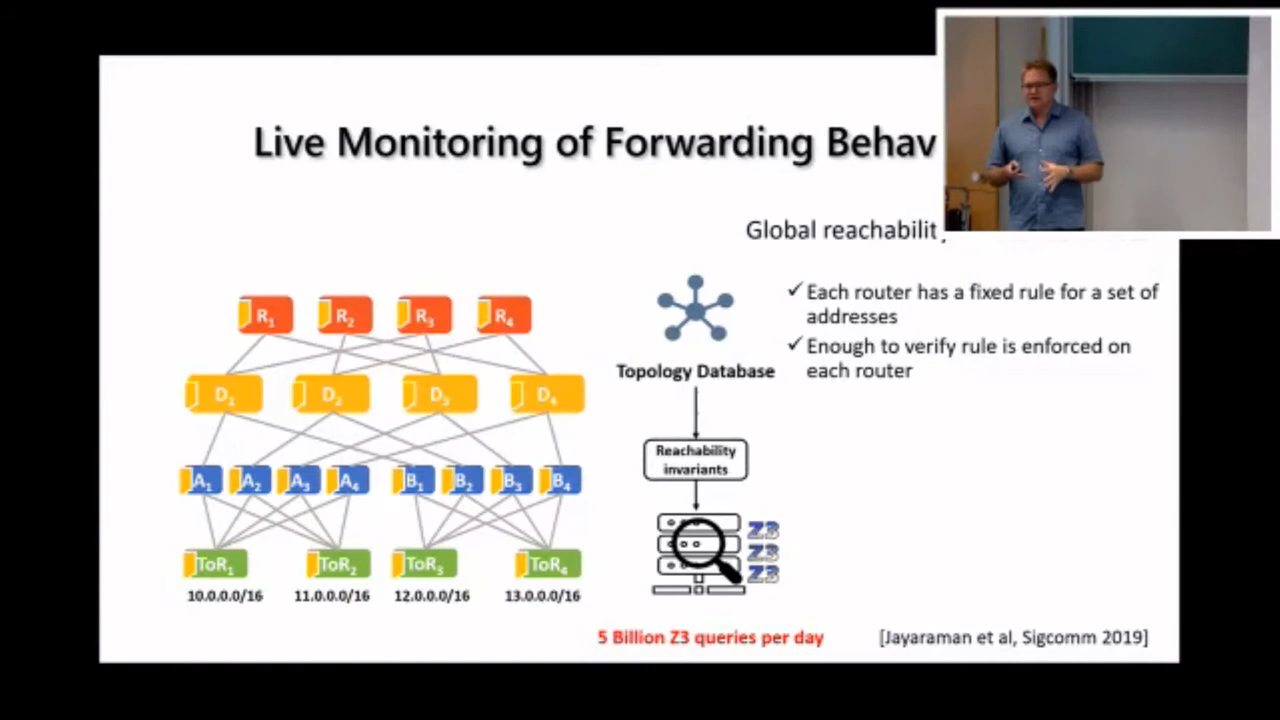 Live Monitoring of Forwarding Behav
Global reachability
Each router has a fixed rule for a set of
addresses
Enough to verify rule is enforced on
each router
R1 R2 R3 R4
D1 D2 D3 D4
A1 A2 A3 A4 B1 B2 B3 B4
ToR1 ToR2 ToR3 ToR4
10.0.0.0/16 11.0.0.0/16 12.0.0.0/16 13.0.0.0/16
Topology Database
Reachability
invariants
Z3
Z3
Z3
5 Billion Z3 queries per day
[Jayaraman et al, Sigcomm 2019]